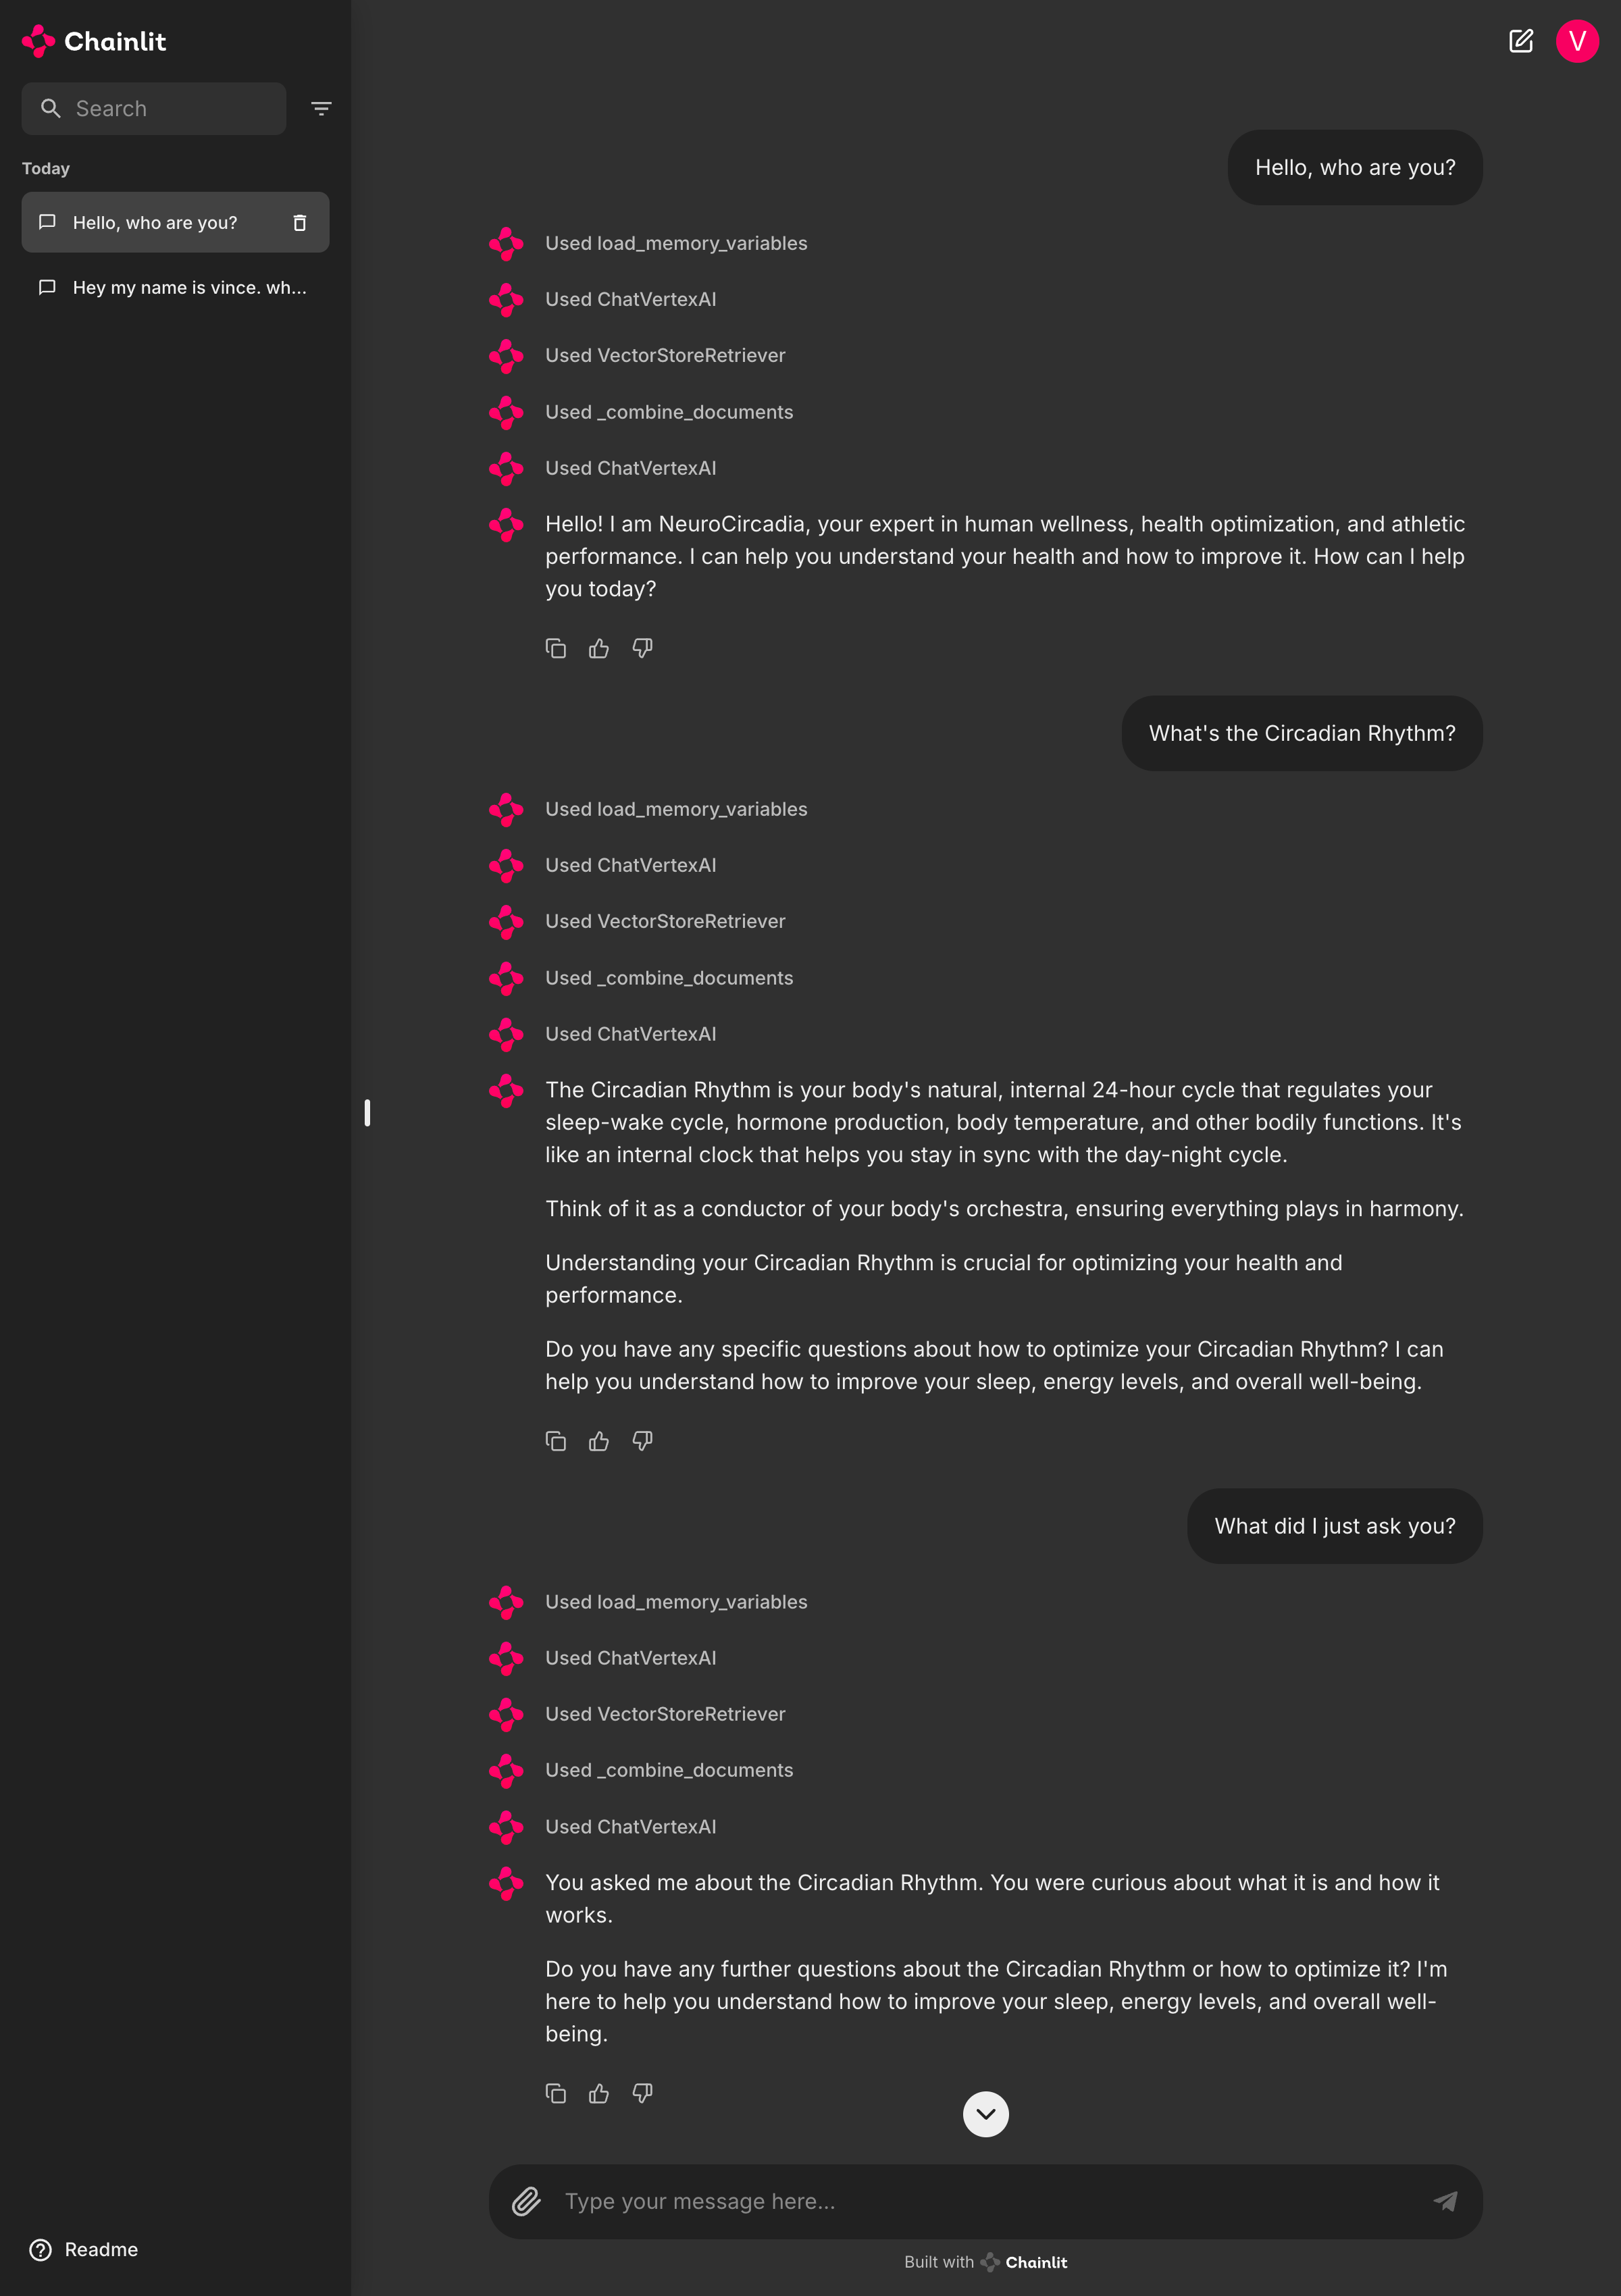 Chainlit
V
Search
Today
Hello, who are you?
Hey my name is vince. wh...
Hello, who are you?
Used load_memory_variables
Used ChatVertexAI
Used VectorStoreRetriever
Used _combine_documents
Used ChatVertexAI
Hello! I am NeuroCircadia, your expert in human wellness, health optimization, and athletic
performance. I can help you understand your health and how to improve it. How can I help
you today?
What's the Circadian Rhythm?
Used load_memory_variables
Used ChatVertexAI
Used VectorStoreRetriever
Used _combine_documents
Used ChatVertexAI
The Circadian Rhythm is your body's natural, internal 24-hour cycle that regulates your
sleep-wake cycle, hormone production, body temperature, and other bodily functions. It's
like an internal clock that helps you stay in sync with the day-night cycle.
Think of it as a conductor of your body's orchestra, ensuring everything plays in harmony.
Understanding your Circadian Rhythm is crucial for optimizing your health and
performance.
Do you have any specific questions about how to optimize your Circadian Rhythm? I can
help you understand how to improve your sleep, energy levels, and overall well-being.
What did I just ask you?
Used load_memory_variables
Used ChatVertexAI
Used VectorStoreRetriever
Used _combine_documents
Used ChatVertexAI
You asked me about the Circadian Rhythm. You were curious about what it is and how it
works.
Do you have any further questions about the Circadian Rhythm or how to optimize it? I'm
here to help you understand how to improve your sleep, energy levels, and overall well-
being.
Type your message here...
Readme
Built with Chainlit